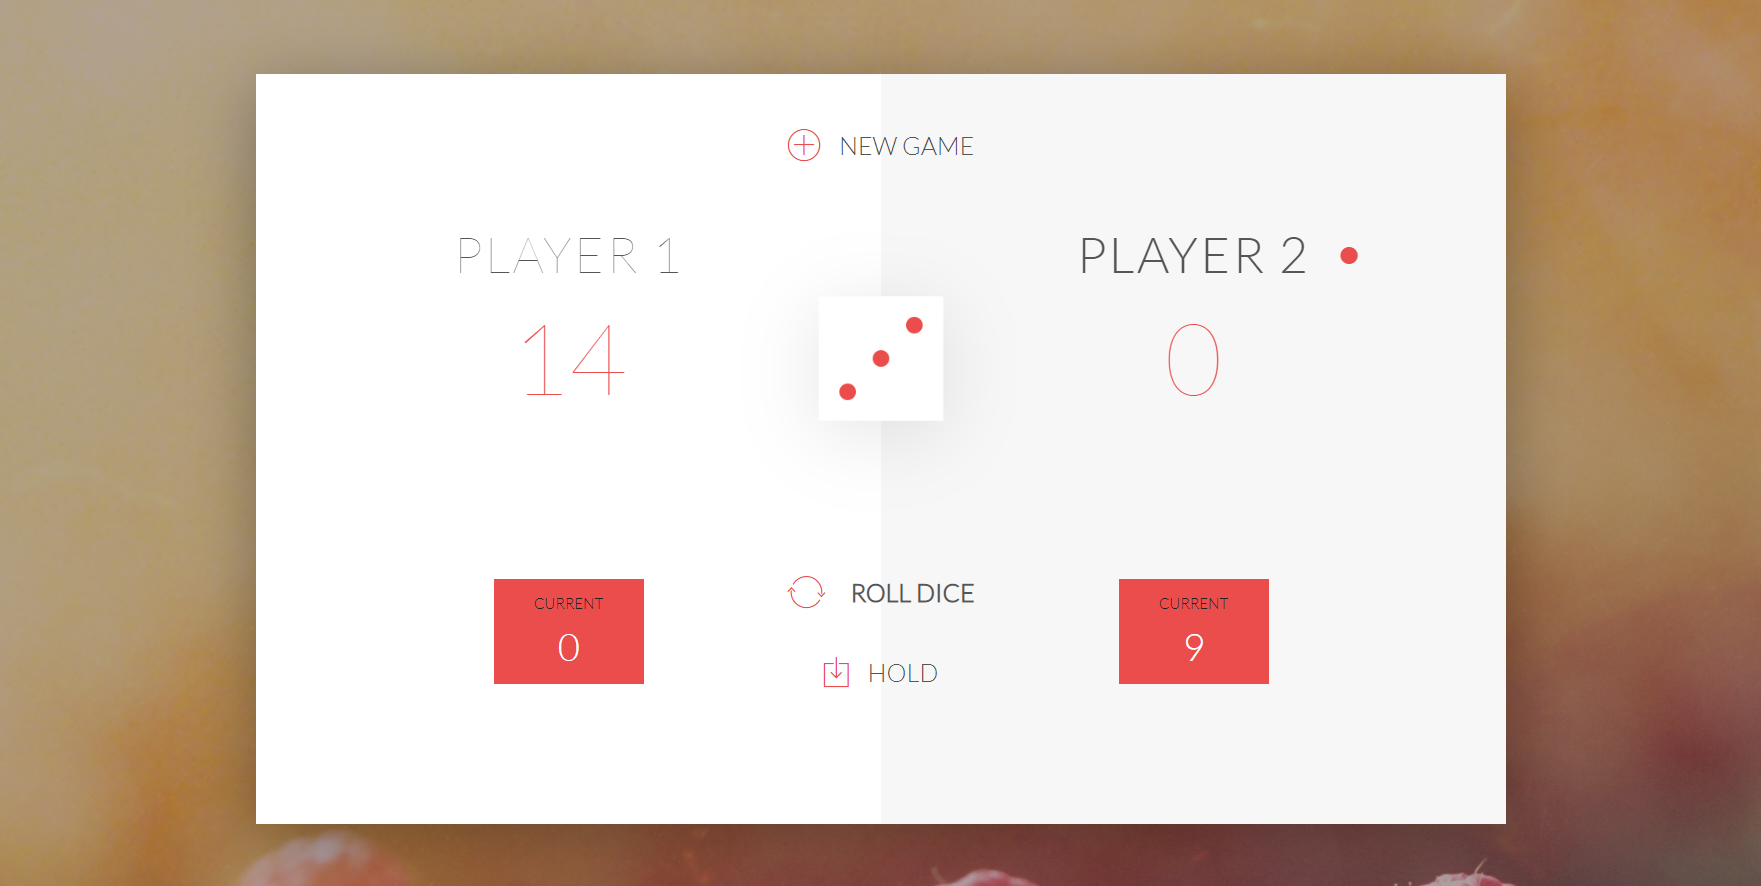 NEW GAME
PLAYER 1
14
PLAYER 2
0
CURRENT
0
ROLL DICE
HOLD
CURRENT
9